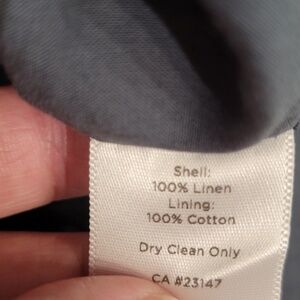 Shell:
100% Linen
Lining:
100% Cotton
Dry Clean Only
CA #23147